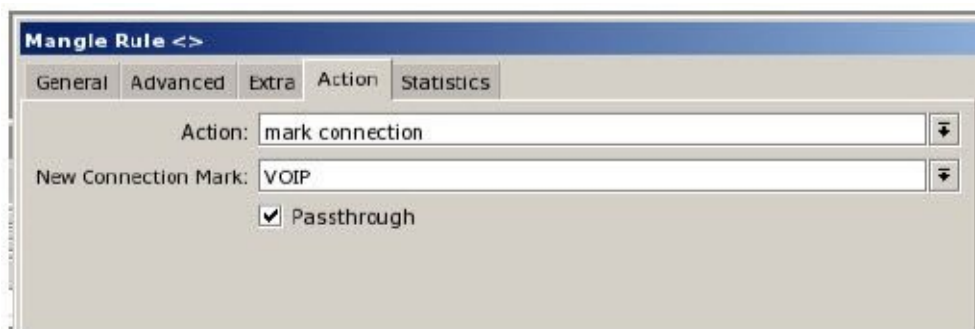 Mangle Rule <>
General Advanced Extra Action Statistics
Action: mark connection
New Connection Mark: VOIP
Passthrough